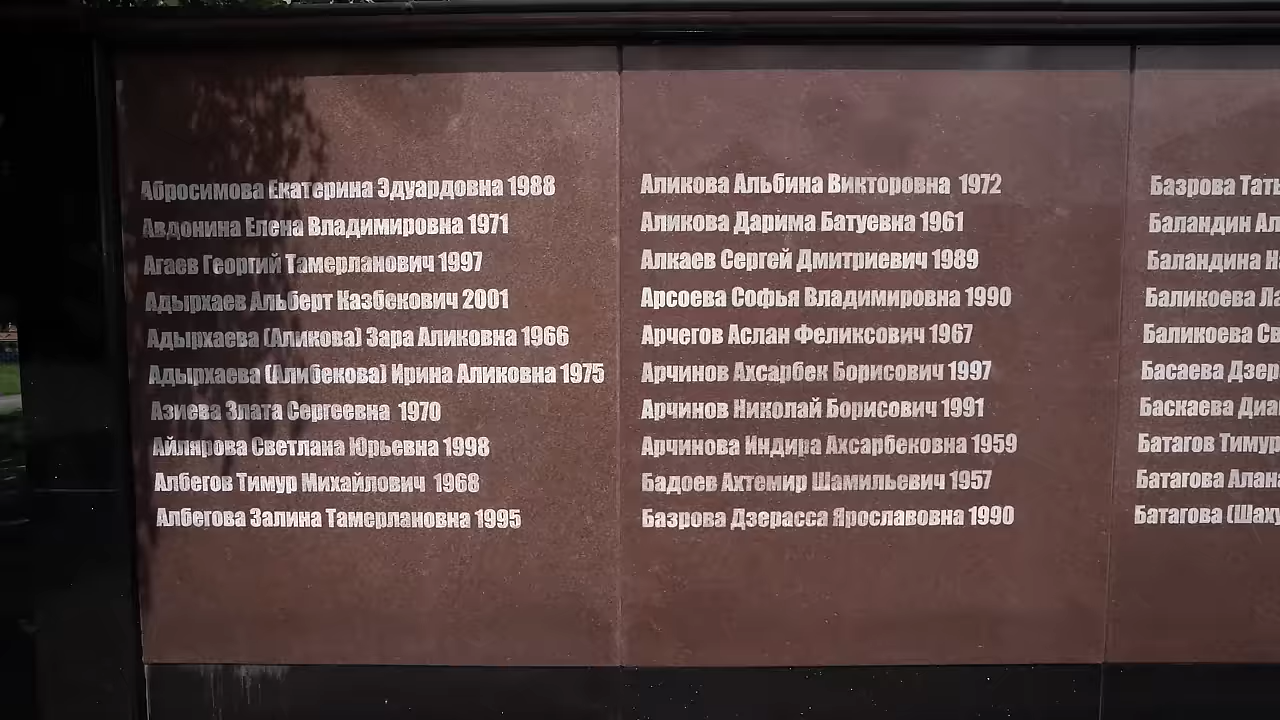 Абросимова Екатерина Эдуардовна 1988
Авдонина Елена Владимировна 1971
Агаев Георгий Тамерланович 1997
Адырхаев Альберт Казбекович 2001
Адырхаева (Аликова) Зара Аликовна 1966
Адырхаева (Алибекова) Ирина Аликовна 1975
Азиева Злата Сергеевна 1970
Айлярова Светлана Юрьевна 1998
Албегов Тимур Михайлович 1968
Албегова Залина Тамерлановна 1995
Аликова Альбина Викторовна 1972
Аликова Дарима Батуевна 1961
Алкаев Сергей Дмитриевич 1989
Арсоева Софья Владимировна 1990
Арчегов Аслан Феликсович 1967
Арчинов Ахсарбек Борисович 1997
Арчинов Николай Борисович 1991
Арчинова Индира Ахсарбековна 1959
Бадоев Ахтемир Шамильевич 1957
Базрова Дзерасса Ярославовна 1990
Базрова
Баландин
Баландина
Баликоева
Баликоева
Басаева
Баскаева
Батагов Тимур
Батагова
Батагова